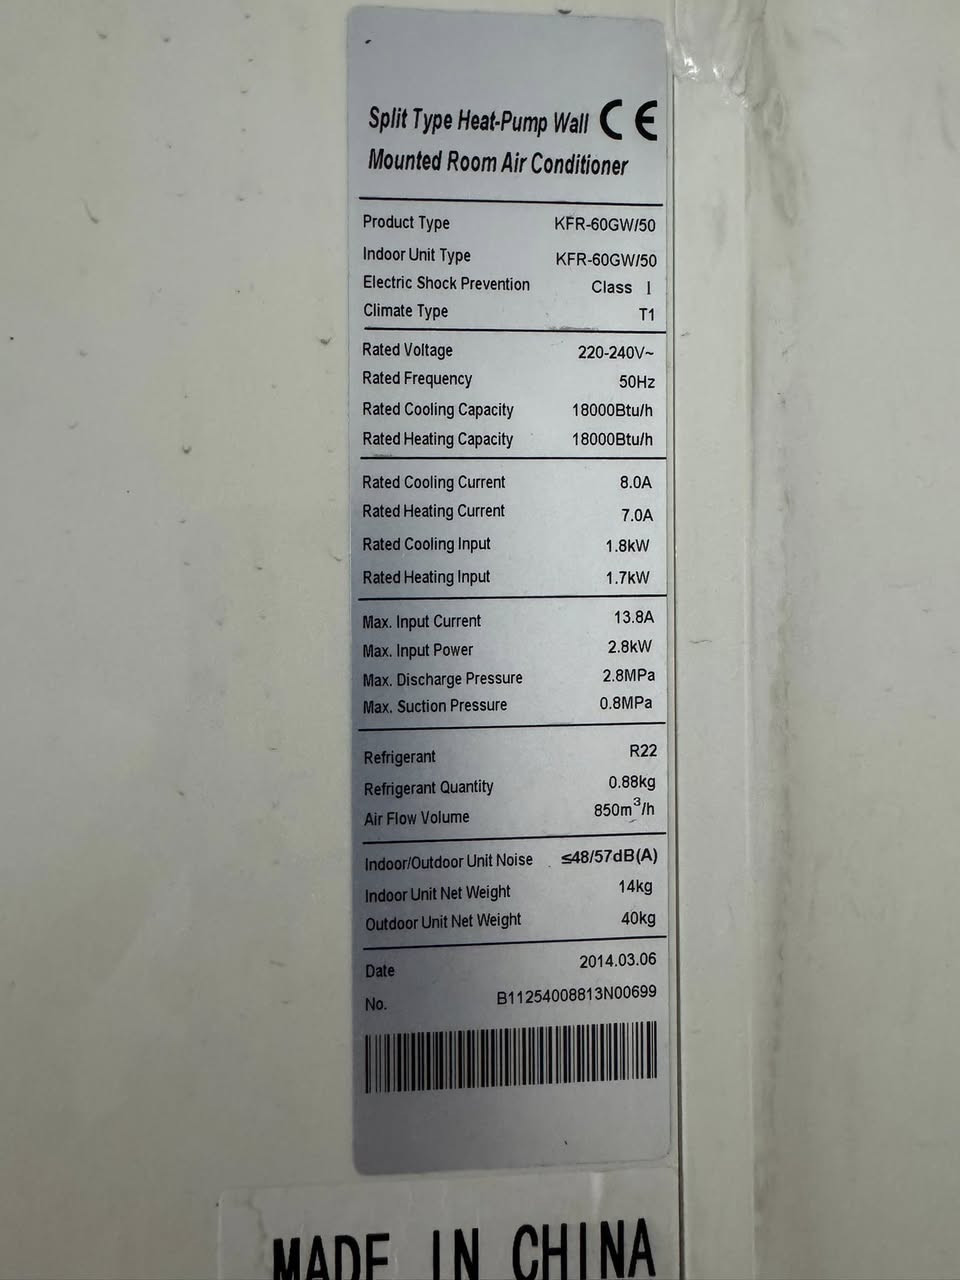 Split Type Heat-Pump Wall CE
Mounted Room Air Conditioner
Product Type KFR-60GW/50
Indoor Unit Type KFR-60GW/50
Electric Shock Prevention Class I
Climate Type T1
Rated Voltage 220-240V~
Rated Frequency 50Hz
Rated Cooling Capacity 18000Btu/h
Rated Heating Capacity 18000Btu/h
Rated Cooling Current 8.0A
Rated Heating Current 7.0A
Rated Cooling Input 1.8kW
Rated Heating Input 1.7kW
Max. Input Current 13.8A
Max. Input Power 2.8kW
Max. Discharge Pressure 2.8MPa
Max. Suction Pressure 0.8MPa
Refrigerant R22
Refrigerant Quantity 0.88kg
Air Flow Volume 850m³/h
Indoor/Outdoor Unit Noise ≤48/57dB(A)
Indoor Unit Net Weight 14kg
Outdoor Unit Net Weight 40kg
Date 2014.03.06
No. B11254008813N00699
MADE IN CHINA